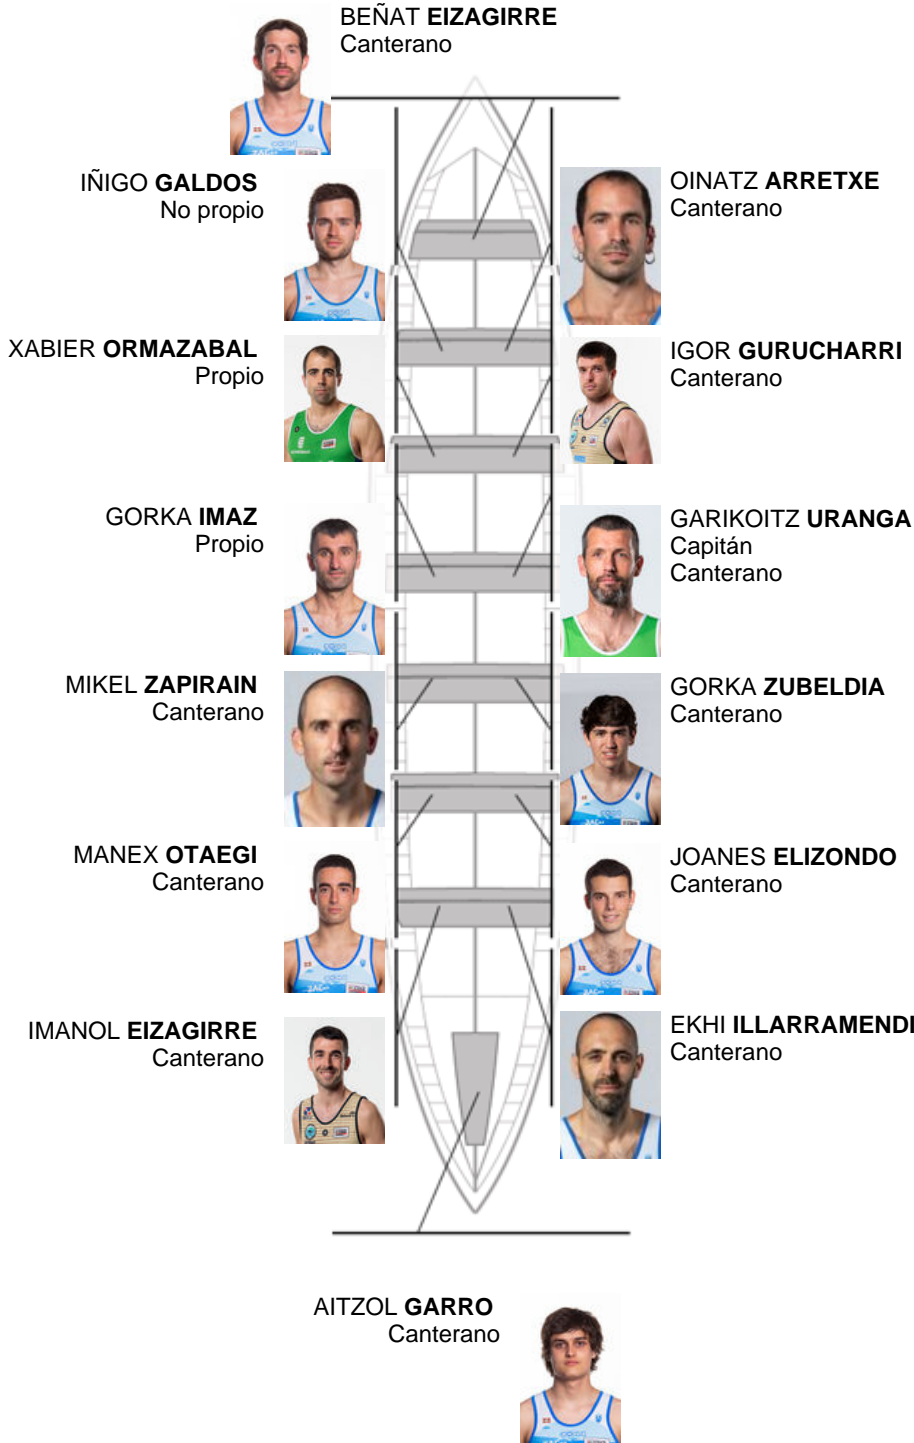 BEÑAT EIZAGIRRE
Canterano
IÑIGO GALDOS
No propio
OINATZ ARRETXE
Canterano
XABIER ORMAZABAL
Propio
IGOR GURUCHARRI
Canterano
GORKA IMAZ
Propio
GARIKOITZ URANGA
Capitán
Canterano
MIKEL ZAPIRAIN
Canterano
GORKA ZUBELDIA
Canterano
MANEX OTAEGI
Canterano
JOANES ELIZONDO
Canterano
IMANOL EIZAGIRRE
Canterano
EKHI ILLARRAMENDI
Canterano
AITZOL GARRO
Canterano